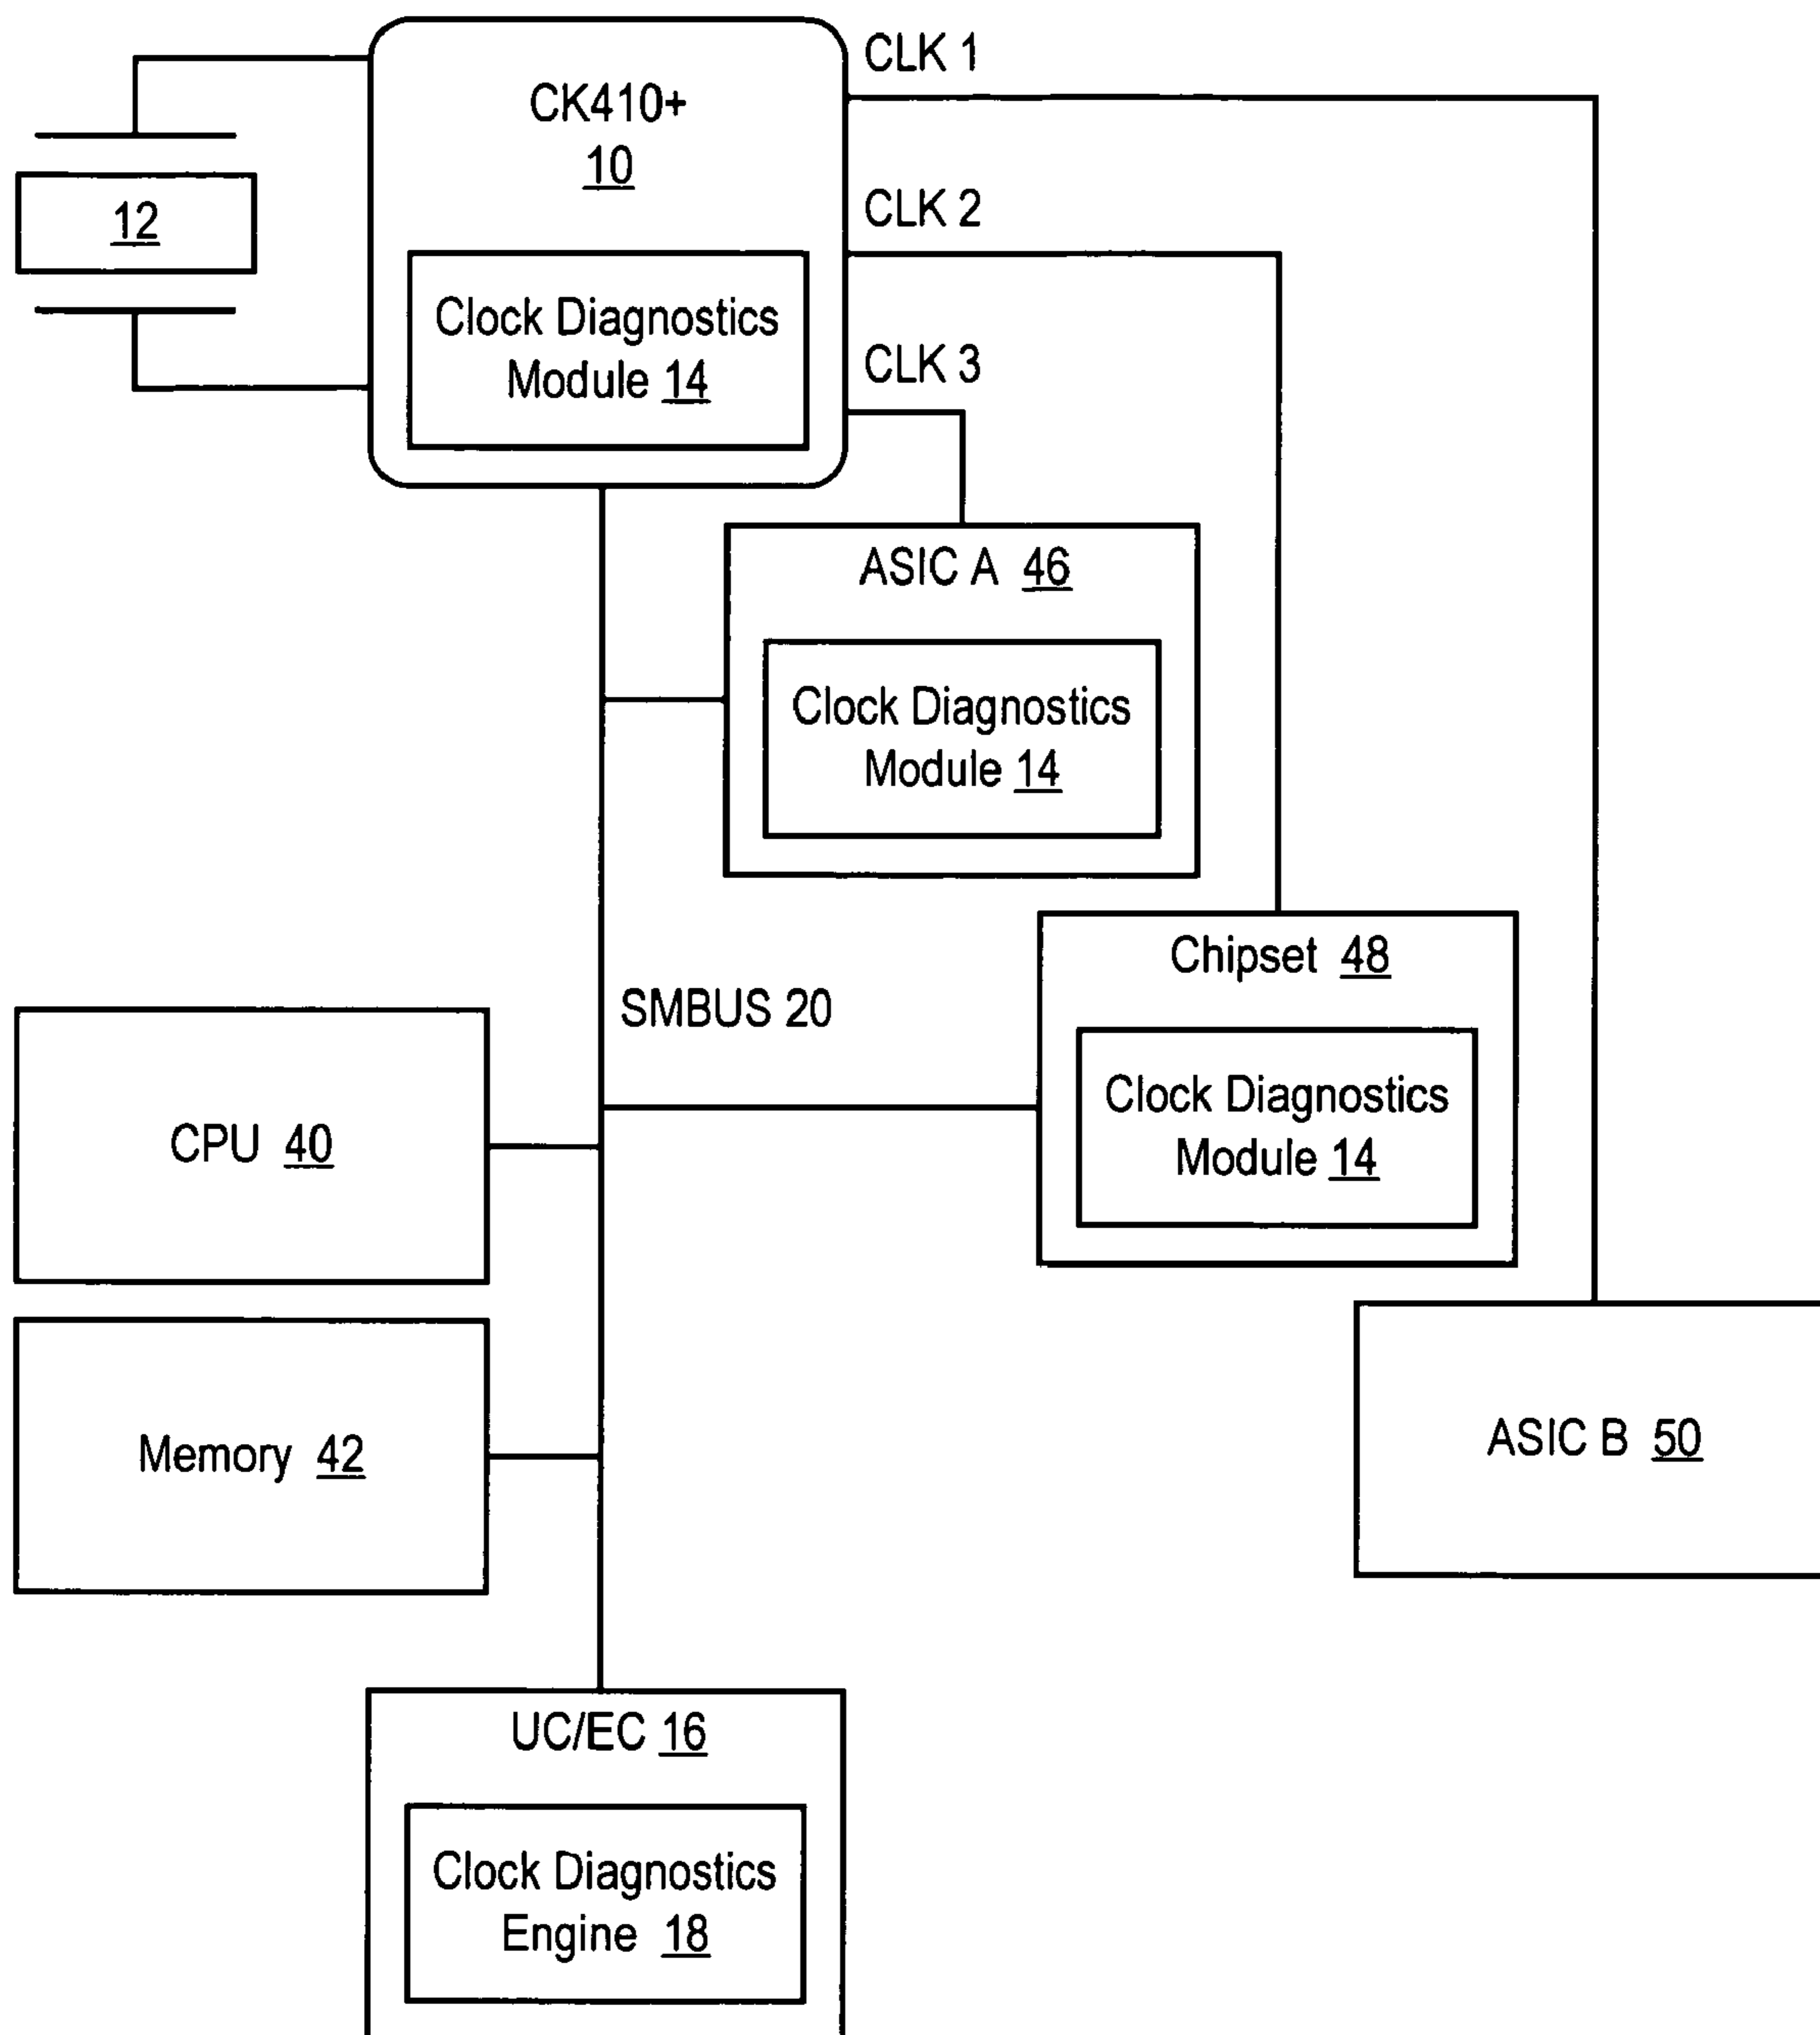 CLK 1
CK410+
10
12
CLK 2
Clock Diagnostics
Module 14
CLK 3
ASIC A 46
Clock Diagnostics
Module 14
Chipset 48
SMBUS 20
Clock Diagnostics
Module 14
CPU 40
Memory 42
ASIC B 50
UC/EC 16
Clock Diagnostics
Engine 18